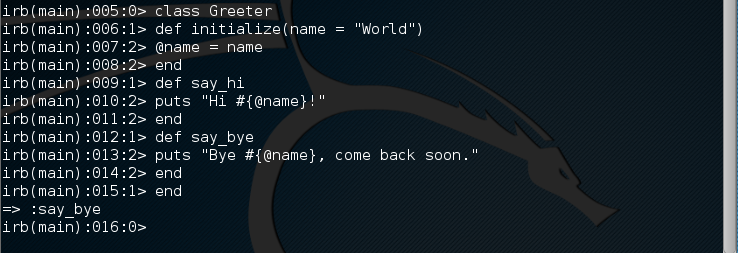 irb(main):005:0> class Greeter
irb(main):006:1> def initialize(name = "World")
irb(main):007:2> @name = name
irb(main):008:2> end
irb(main):009:1> def say_hi
irb(main):010:2> puts "Hi #{@name}!"
irb(main):011:2> end
irb(main):012:1> def say_bye
irb(main):013:2> puts "Bye #{@name}, come back soon."
irb(main):014:2> end
irb(main):015:1> end
=> :say_bye
irb(main):016:0>